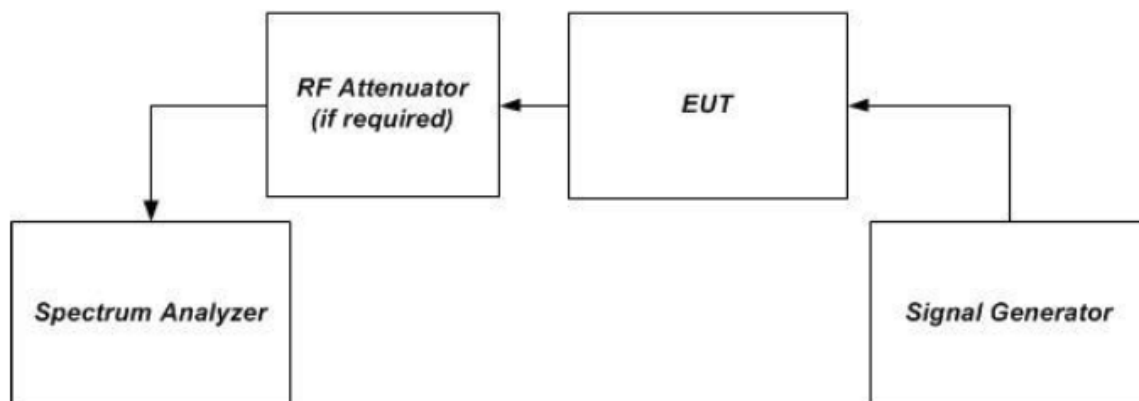 RF Attenuator
(if required)
EUT
Spectrum Analyzer
Signal Generator